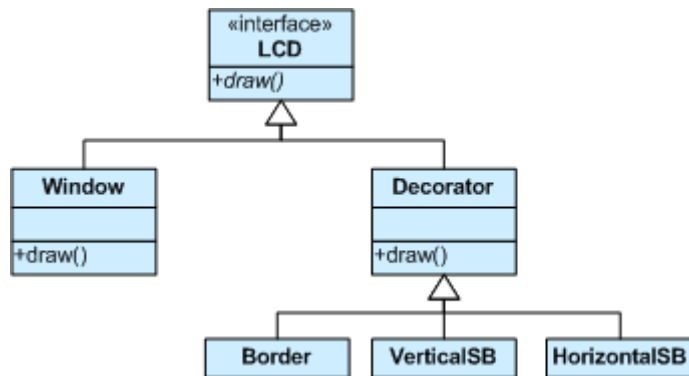 «interface»
LCD
+draw()
Window
Decorator
+draw()
+draw()
Border
VerticalSB
HorizontalSB